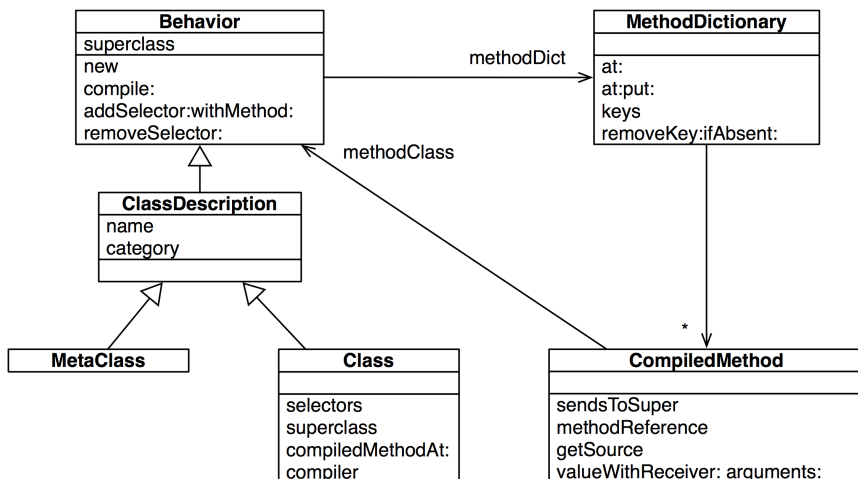 Behavior
superclass
new
compile:
addSelector:withMethod:
removeSelector:
methodDict
MethodDictionary
at:
at:put:
keys
removeKey:ifAbsent:
methodClass
ClassDescription
name
category
MetaClass
Class
selectors
superclass
compiledMethodAt:
compiler
*
CompiledMethod
sendsToSuper
methodReference
getSource
valueWithReceiver: arguments: